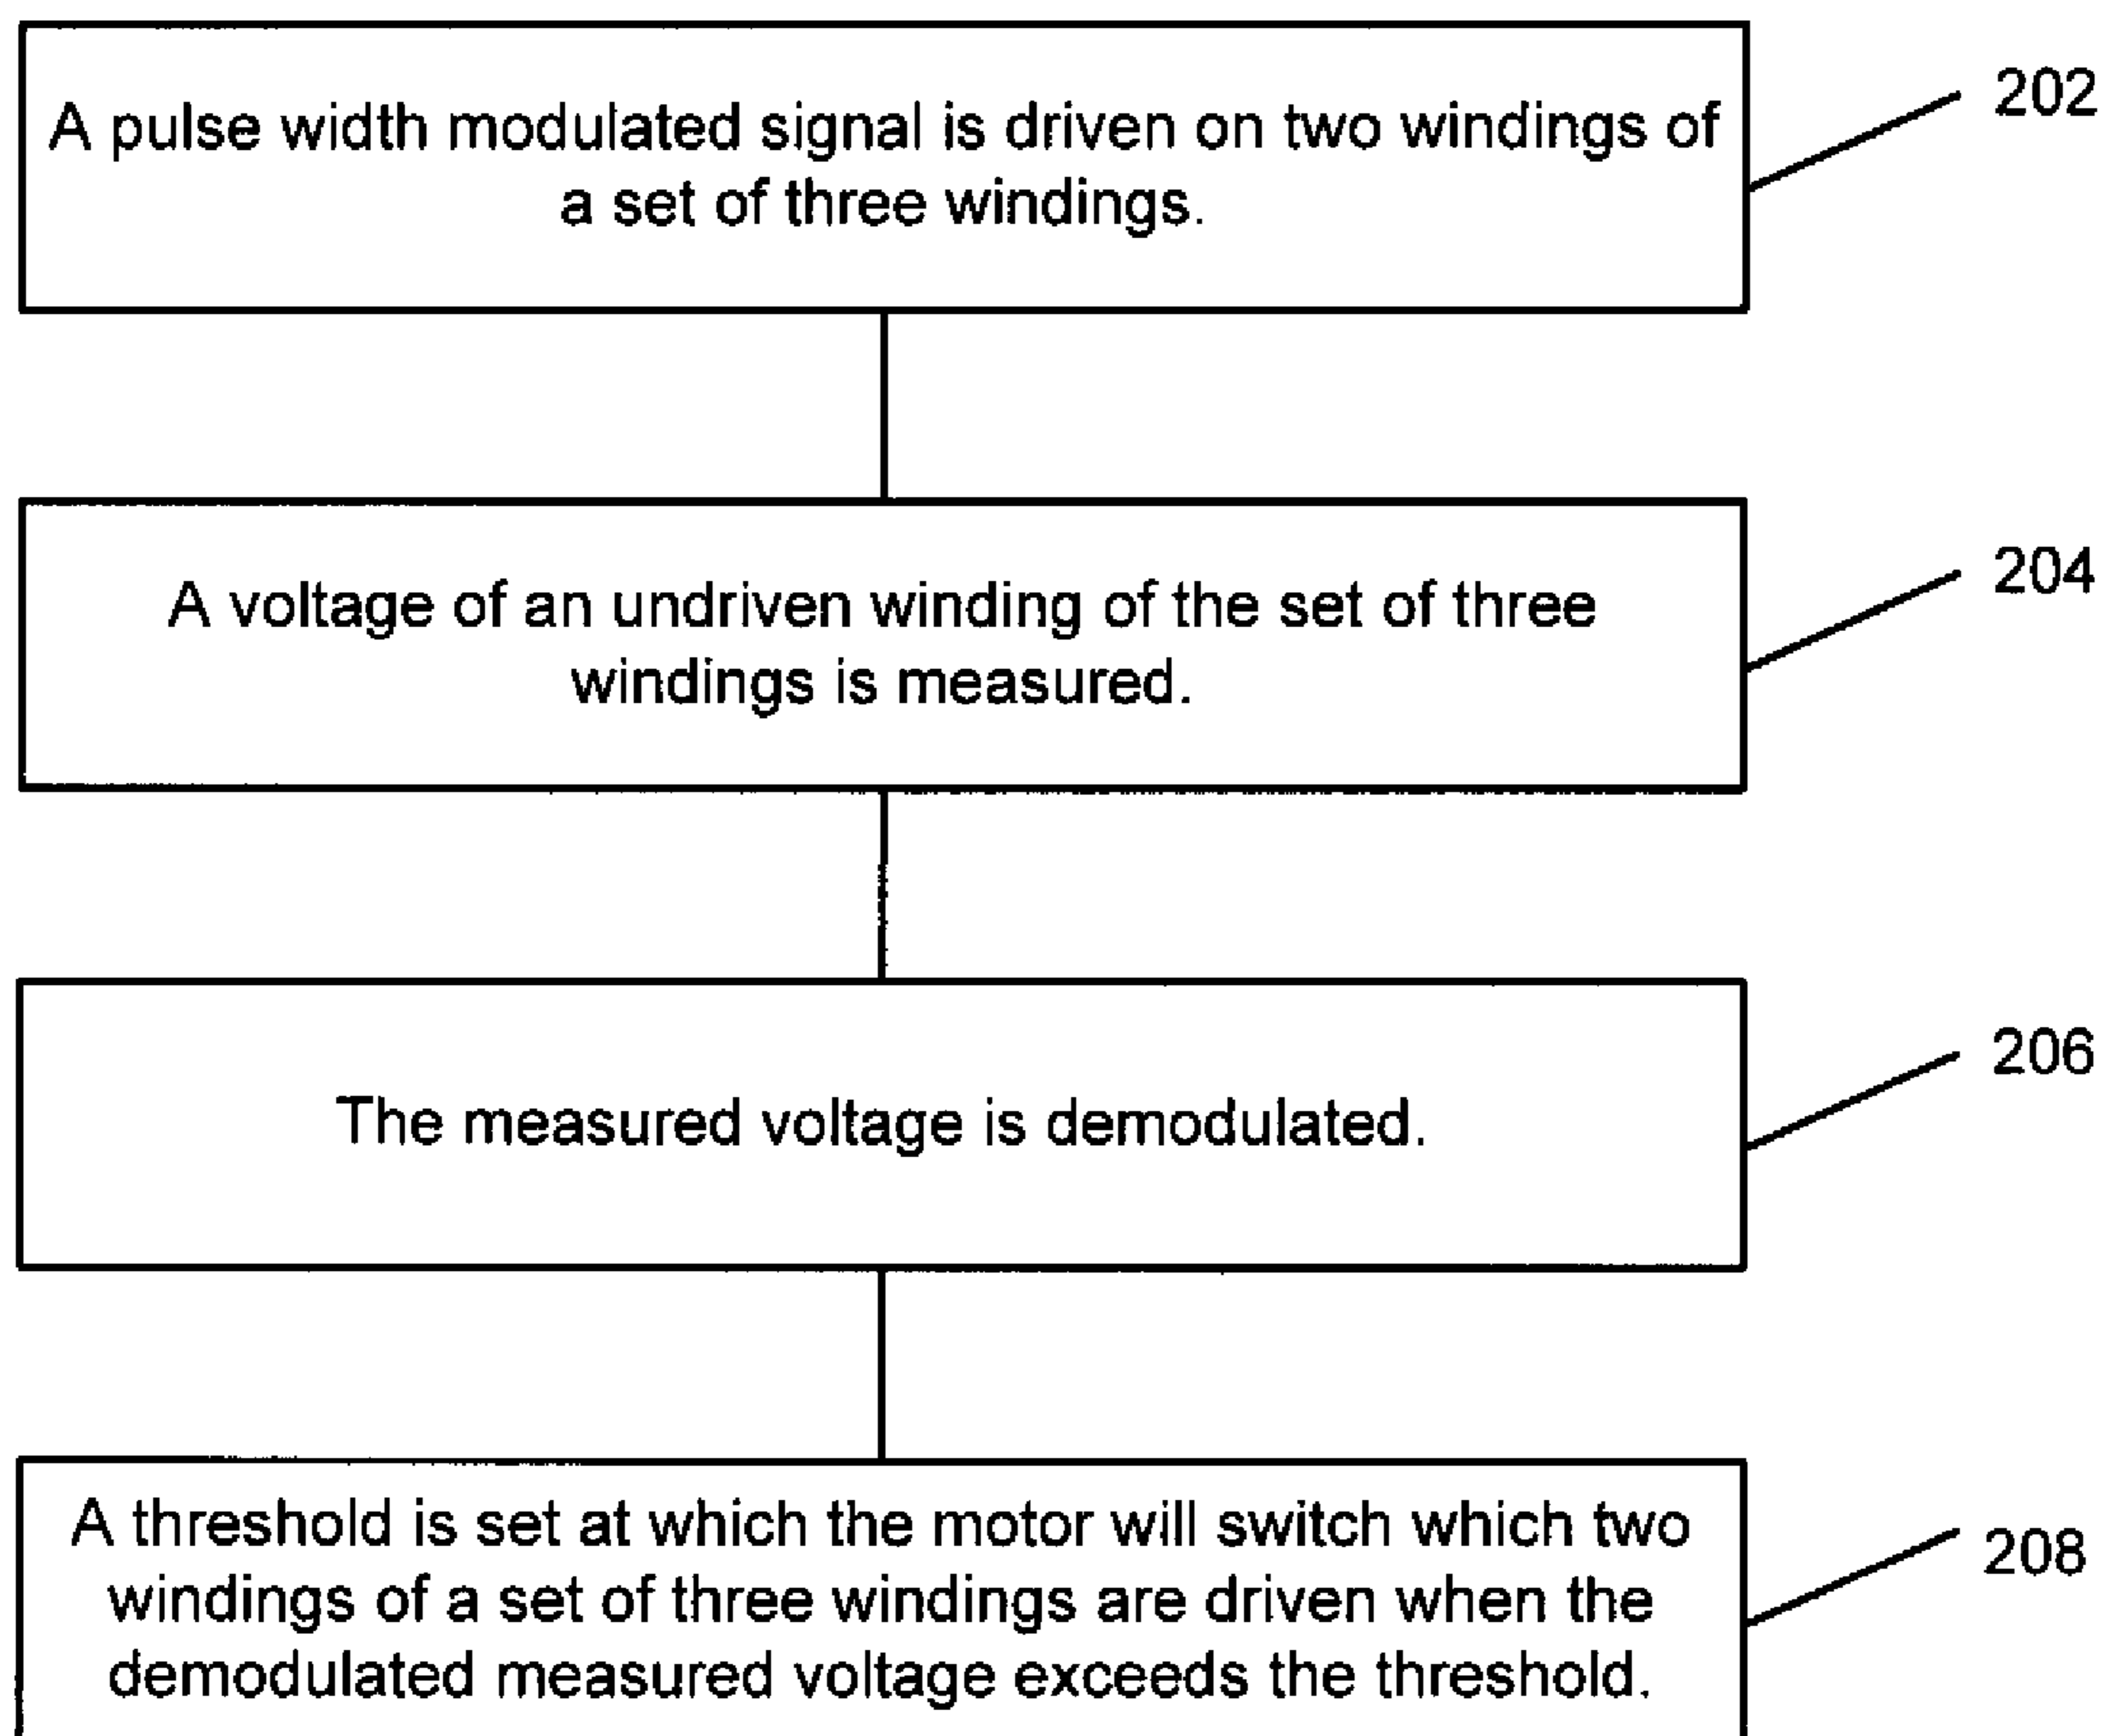 A pulse width modulated signal is driven on two windings of
a set of three windings.
202
A voltage of an undriven winding of the set of three
windings is measured.
204
The measured voltage is demodulated.
206
A threshold is set at which the motor will switch which two
windings of a set of three windings are driven when the
demodulated measured voltage exceeds the threshold.
208